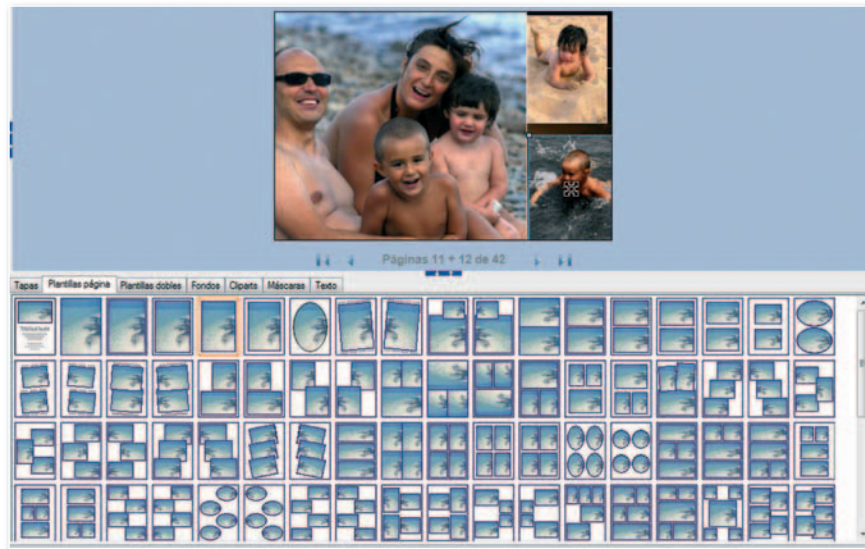 Páginas 11 + 12 de 42
Tapas Plantillas página Plantillas dobles Fondos Cliparts Máscaras Texto